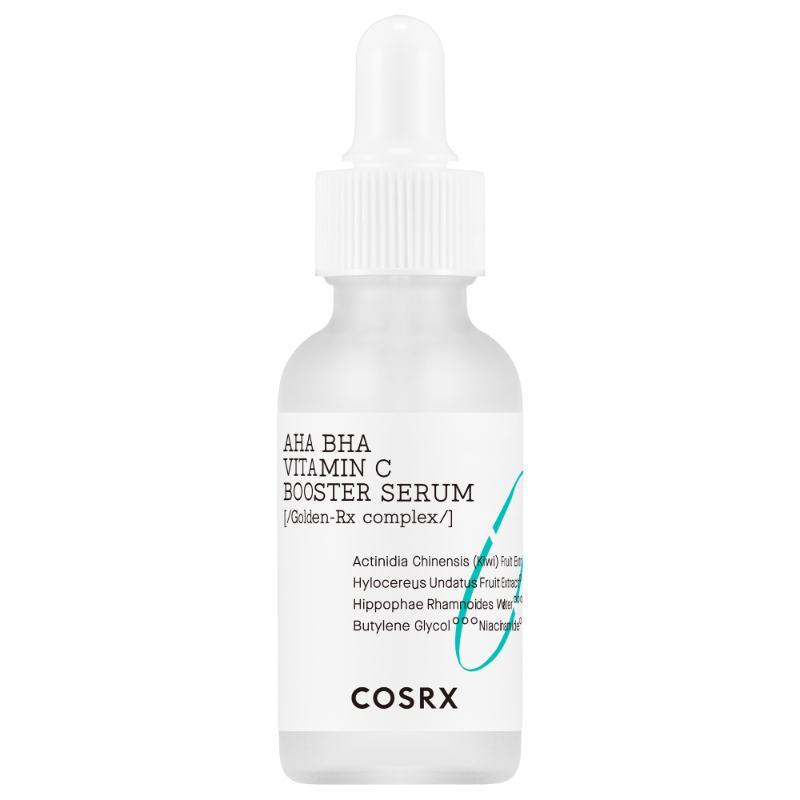 AHA BHA
VITAMIN C
BOOSTER SERUM
[/Golden-Rx complex/]
Actinidia Chinensis (Kiwi) Fruit
Hylocereus Undatus Fruit Extract
Hippophae Rhamnoides Water
Butylene Glycol°°°Niacinamide
COSRX